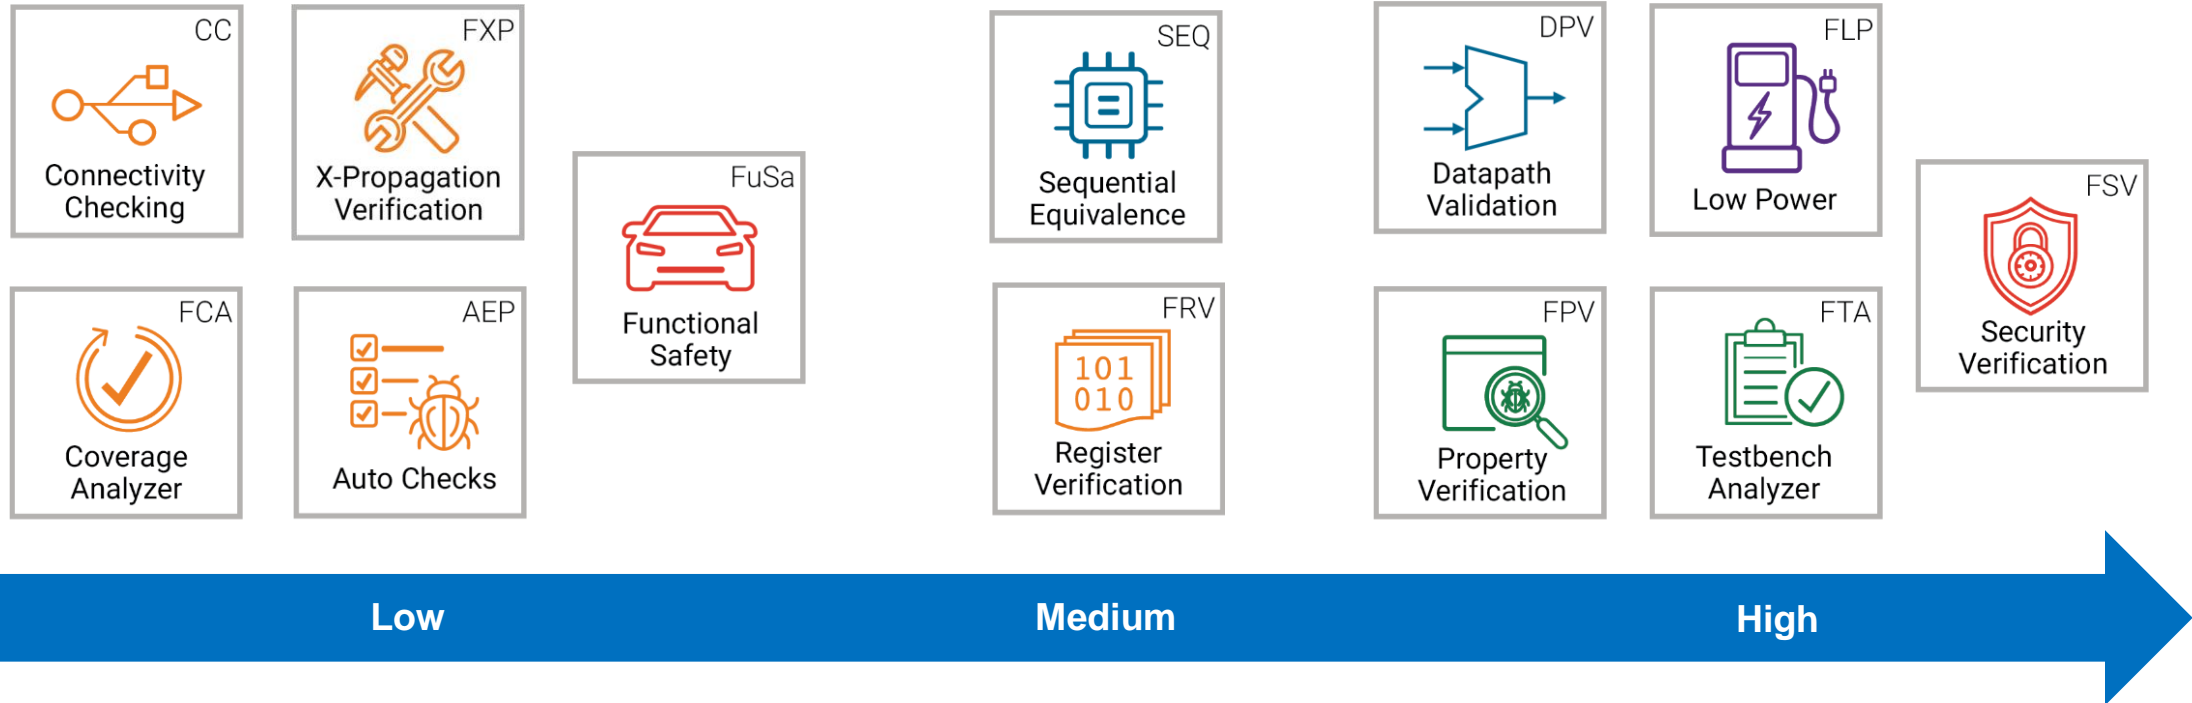 CC
Connectivity
Checking
FXP
X-Propagation
Verification
FuSa
Functional
Safety
FCA
Coverage
Analyzer
AEP
Auto Checks
SEQ
Sequential
Equivalence
FRV
101
010
Register
Verification
DPV
Datapath
Validation
FLP
Low Power
FSV
Security
Verification
FPV
Property
Verification
FTA
Testbench
Analyzer
Low
Medium
High